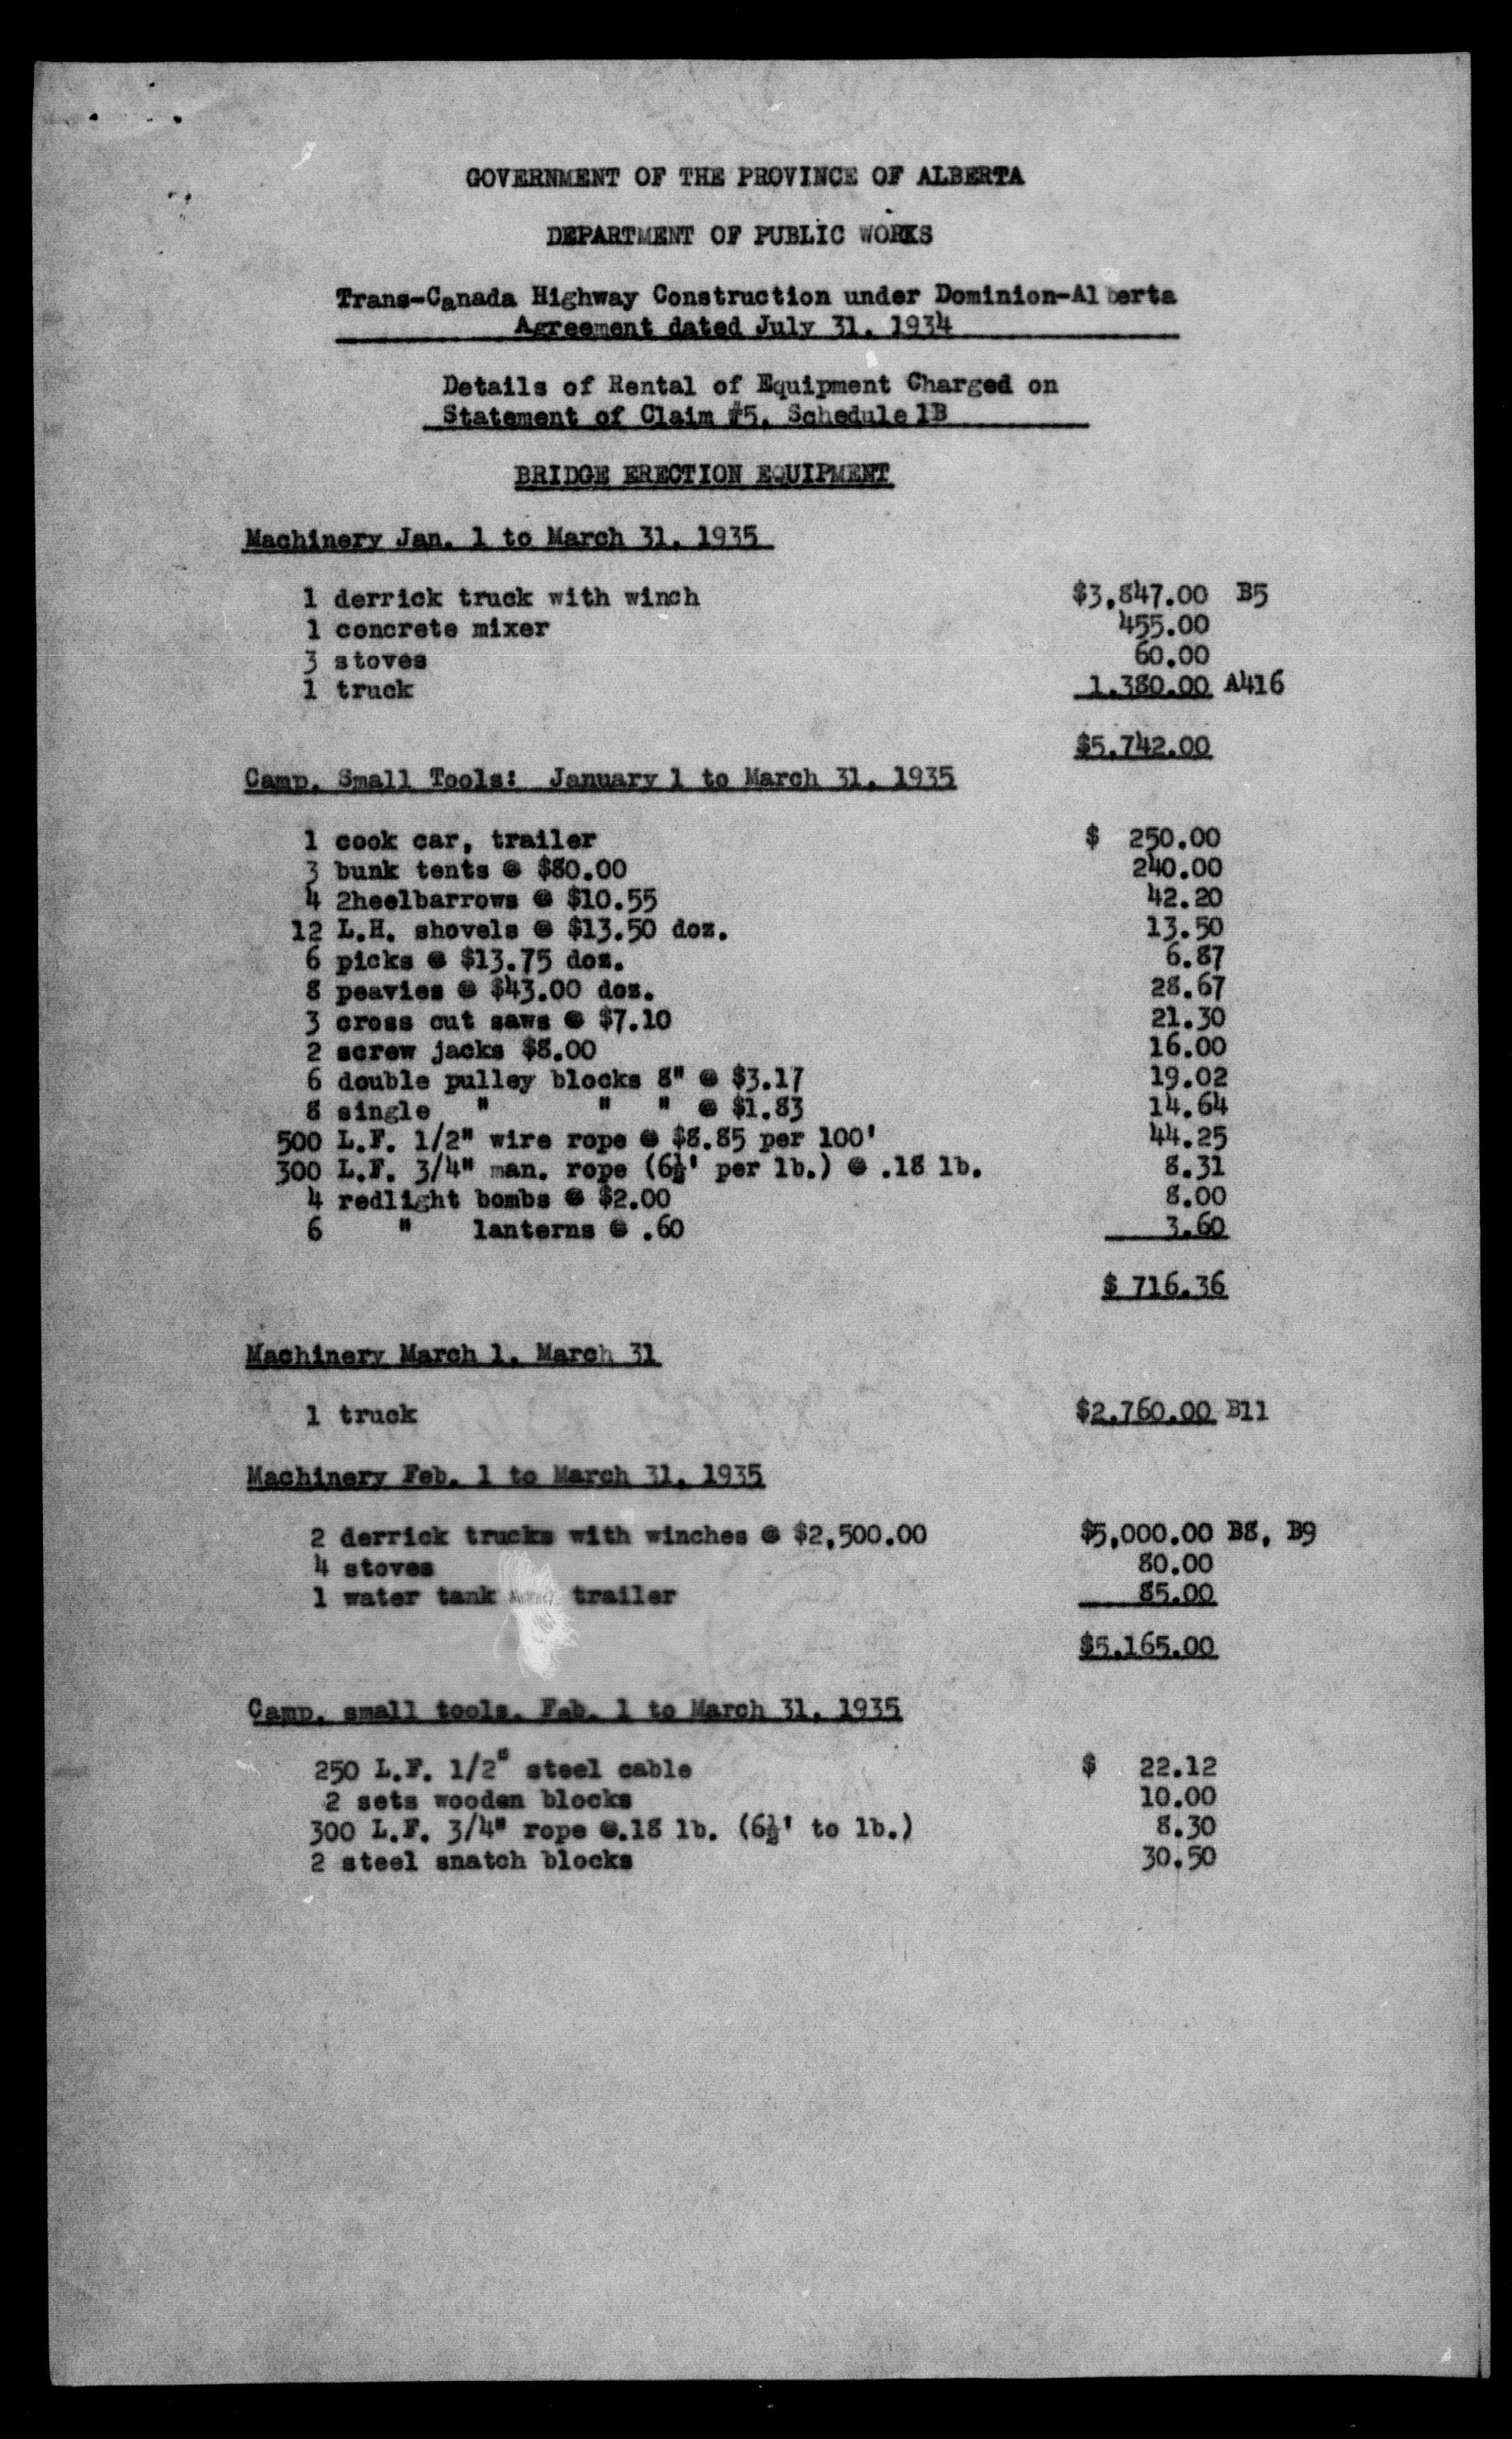 GOVERNMENT OF THE PROVINCE OF ALBERTA
DEPARTMENT OF PUBLIC WORKS
Trans-Canada Highway Construction under Dominion-Alberta
Agreement dated July 31, 1934
Details of Rental of Equipment Charged on
Statement of Claim #5, Schedule 1B
BRIDGE ERECTION EQUIPMENT
Machinery Jan. 1 to March 31, 1935
1 derrick truck with winch $3,847.00 B5
1 concrete mixer 455.00
3 stoves 60.00
1 truck 1,380.00 A416
$5,742.00
Camp, Small Tools: January 1 to March 31, 1935
1 cook car, trailer $ 250.00
3 bunk tents @ $80.00 240.00
4 2heelbarrows @ $10.55 42.20
12 L.H. shovels @ $13.50 doz. 13.50
6 picks @ $13.75 doz. 6.87
8 peavies @ $43.00 doz. 28.67
3 cross cut saws @ $7.10 21.30
2 screw jacks $8.00 16.00
6 double pulley blocks 8" @ $3.17 19.02
8 single " " " @ $1.83 14.64
500 L.F. 1/2" wire rope @ $8.85 per 100' 44.25
300 L.F. 3/4" man. rope (6½' per lb.) @ .18 lb. 8.31
4 redlight bombs @ $2.00 8.00
6 " lanterns @ .60 3.60
$ 716.36
Machinery March 1, March 31
1 truck $2,760.00 B11
Machinery Feb. 1 to March 31, 1935
2 derrick trucks with winches @ $2,500.00 $5,000.00 B8, B9
4 stoves 80.00
1 water tank trailer 85.00
$5,165.00
Camp, small tools, Feb. 1 to March 31, 1935
250 L.F. 1/2" steel cable $ 22.12
2 sets wooden blocks 10.00
300 L.F. 3/4" rope @.18 lb. (6½' to lb.) 8.30
2 steel snatch blocks 30.50